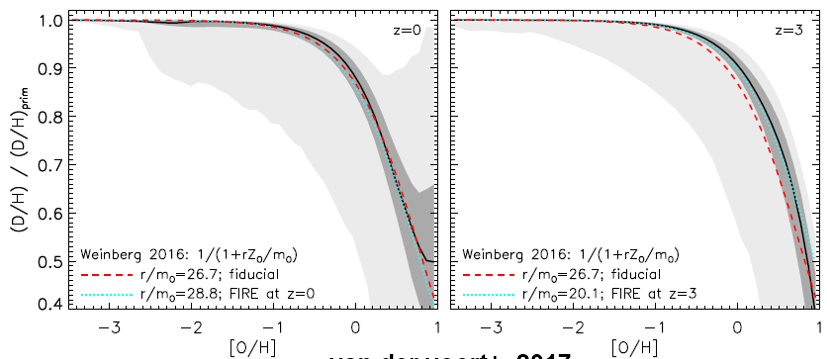 1.0
0.9
0.8
0.7
0.6
0.5
0.4
(D/H) / (D/H)prim
z=0
Weinberg 2016: 1/(1+rZ₀/m₀)
r/m₀=26.7; fiducial
r/m₀=28.8; FIRE at z=0
−3 −2 −1 0 1
[O/H]
z=3
Weinberg 2016: 1/(1+rZ₀/m₀)
r/m₀=26.7; fiducial
r/m₀=20.1; FIRE at z=3
−3 −2 −1 0 1
[O/H]